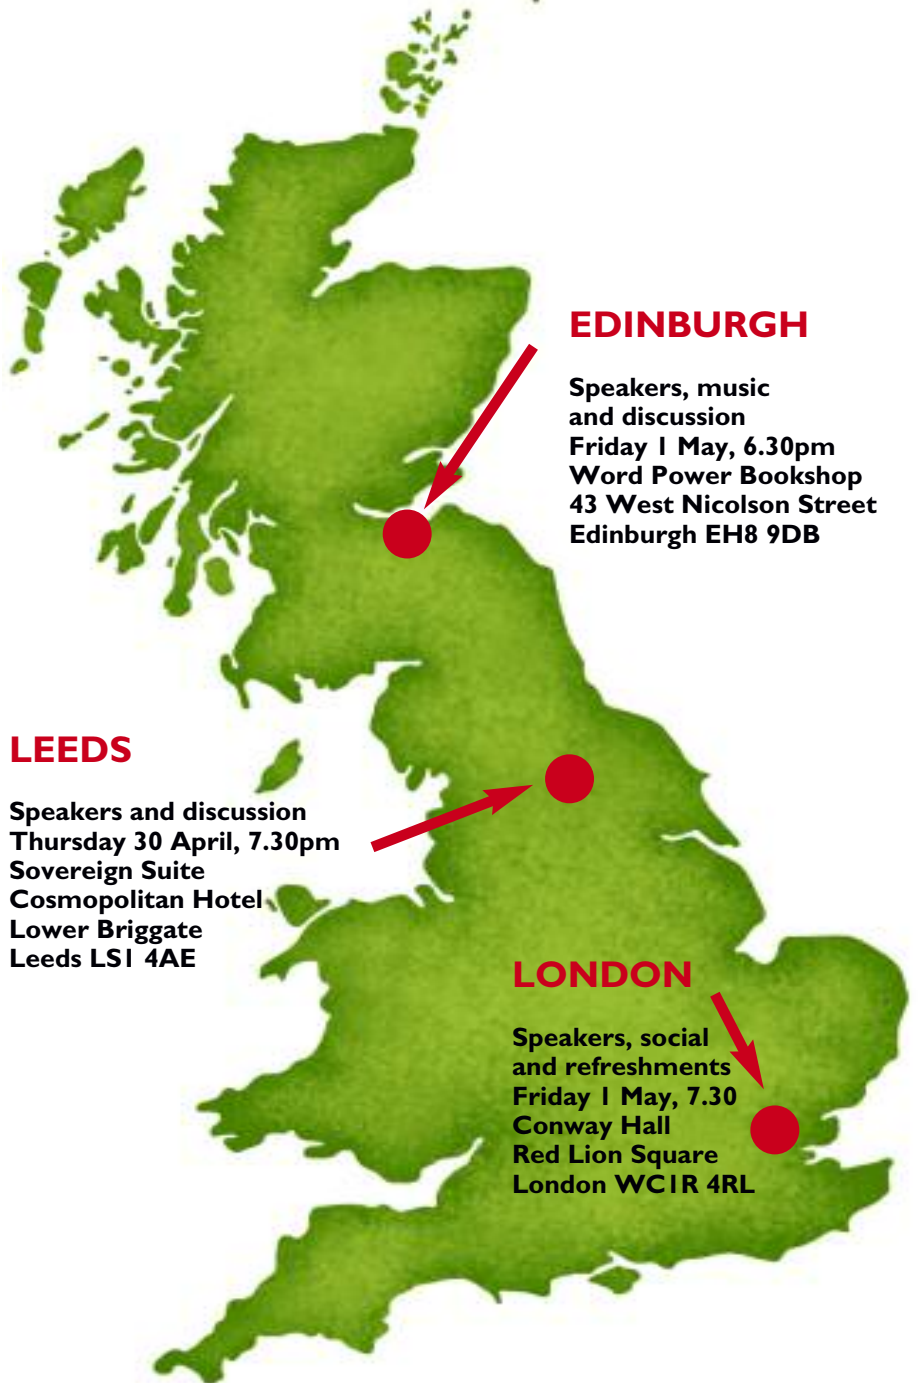 EDINBURGH
Speakers, music
and discussion
Friday 1 May, 6.30pm
Word Power Bookshop
43 West Nicolson Street
Edinburgh EH8 9DB
LEEDS
Speakers and discussion
Thursday 30 April, 7.30pm
Sovereign Suite
Cosmopolitan Hotel
Lower Briggate
Leeds LS1 4AE
LONDON
Speakers, social
and refreshments
Friday 1 May, 7.30
Conway Hall
Red Lion Square
London WC1R 4RL